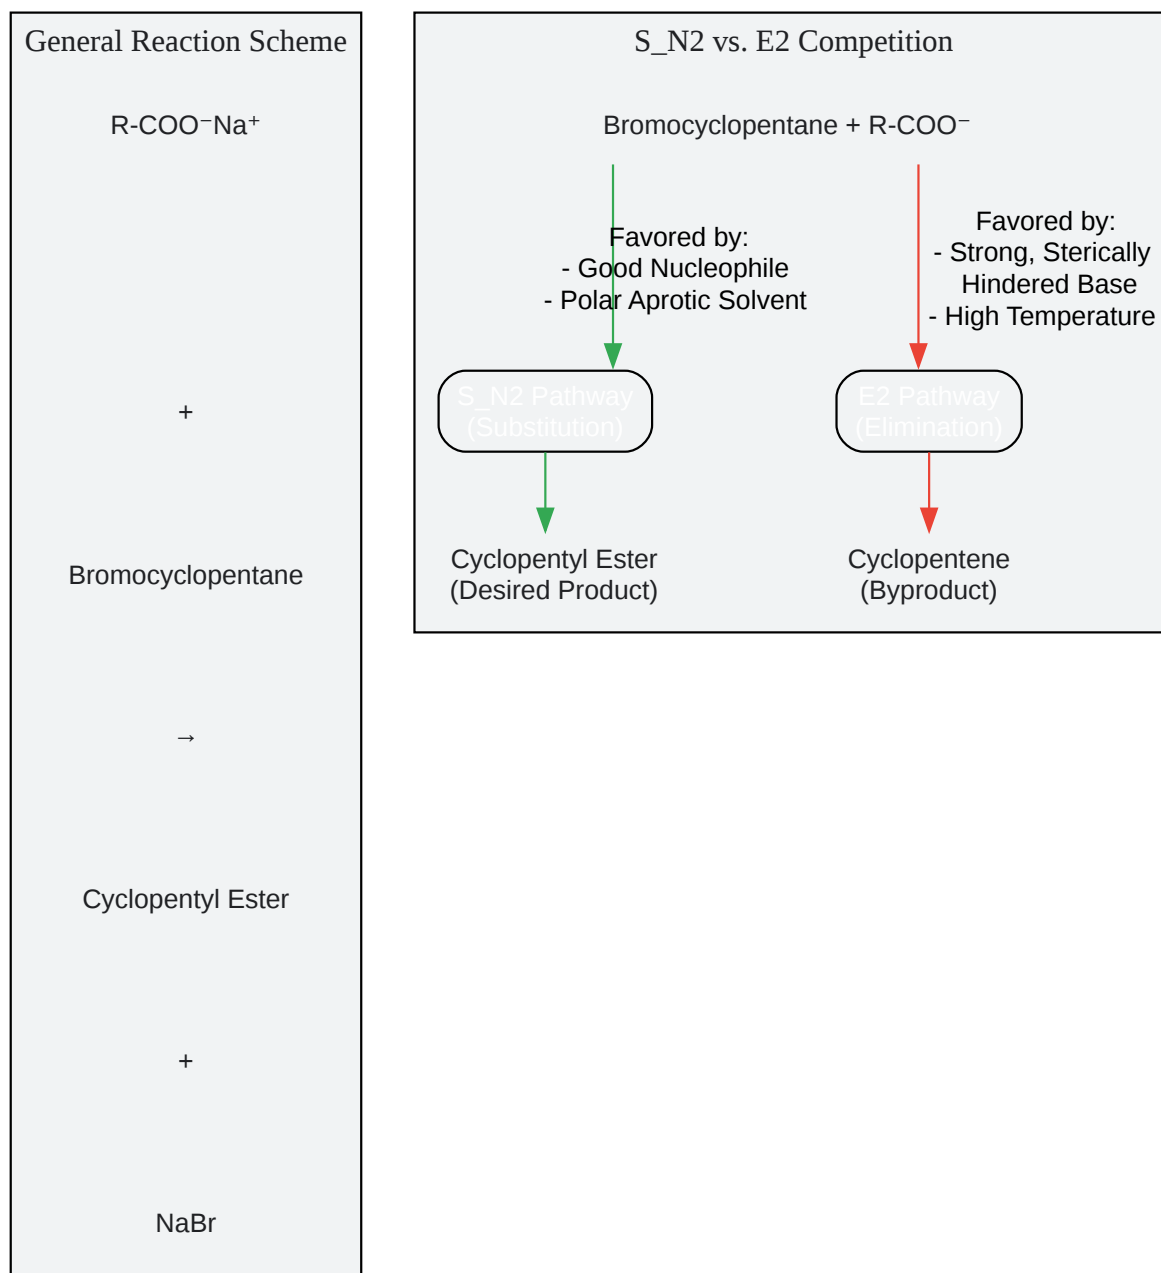 General Reaction Scheme
R-COO⁻Na⁺
+
Bromocyclopentane
→
Cyclopentyl Ester
+
NaBr
S_N2 vs. E2 Competition
Bromocyclopentane + R-COO⁻
Favored by:
- Good Nucleophile
- Polar Aprotic Solvent
Favored by:
- Strong, Sterically
Hindered Base
- High Temperature
S_N2 Pathway
(Substitution)
E2 Pathway
(Elimination)
Cyclopentyl Ester
(Desired Product)
Cyclopentene
(Byproduct)